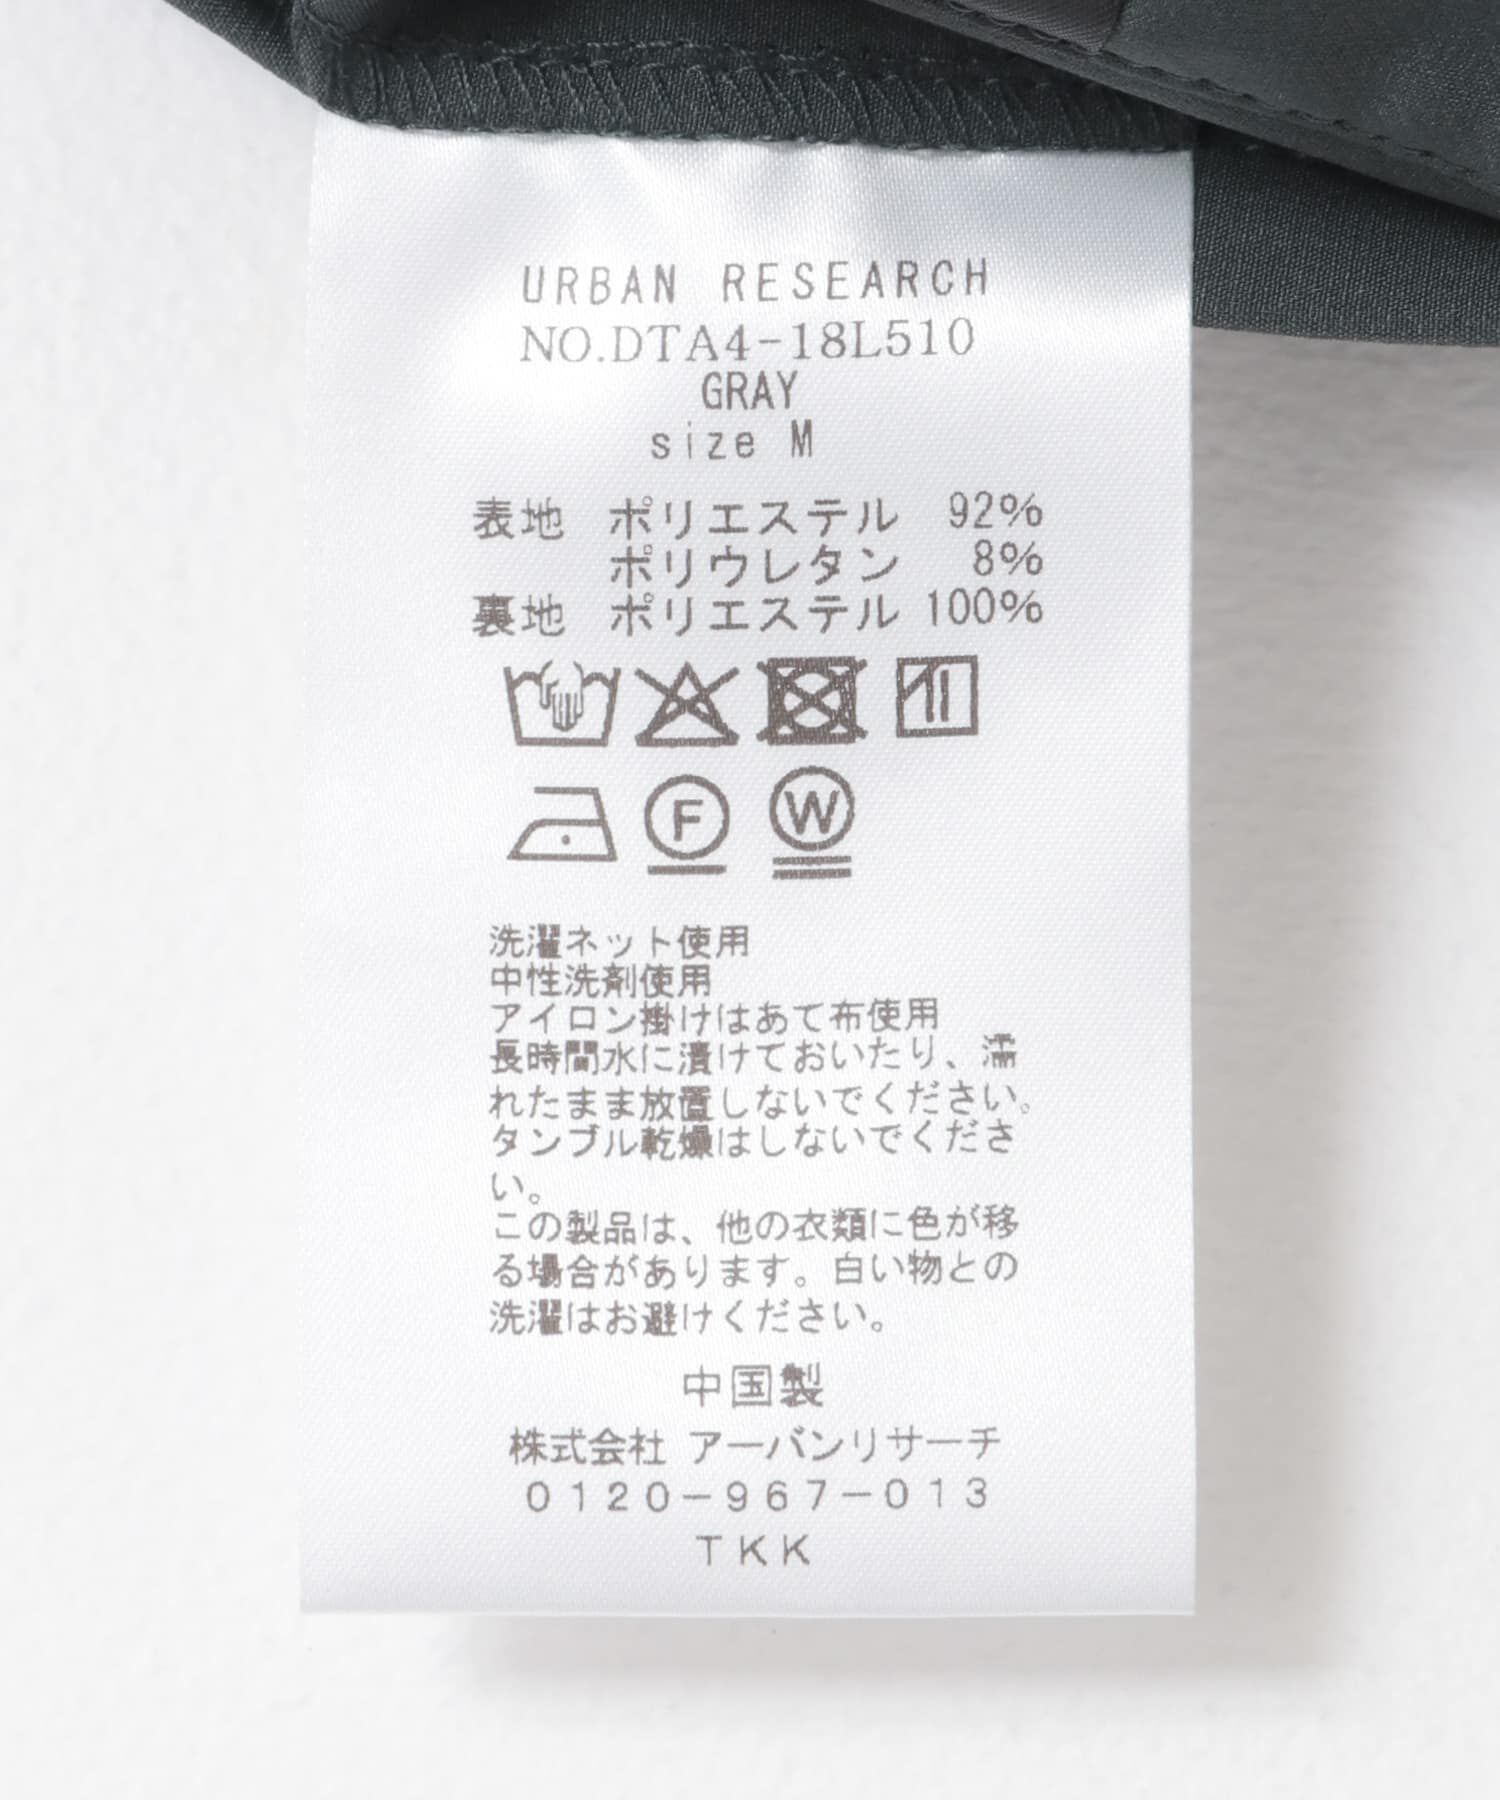 URBAN RESEARCH
NO.DTA4-18L510
GRAY
size M
表地 ポリエステル 92%
ポリウレタン 8%
裏地 ポリエステル 100%
F W
洗濯ネット使用
中性洗剤使用
アイロン掛けはあて布使用
長時間水に漬けておいたり、濡
れたまま放置しないでください。
タンブル乾燥はしないでくださ
い。
この製品は、他の衣類に色が移
る場合があります。白い物との
洗濯はお避けください。
中国製
株式会社 アーバンリサーチ
0120-967-013
TKK